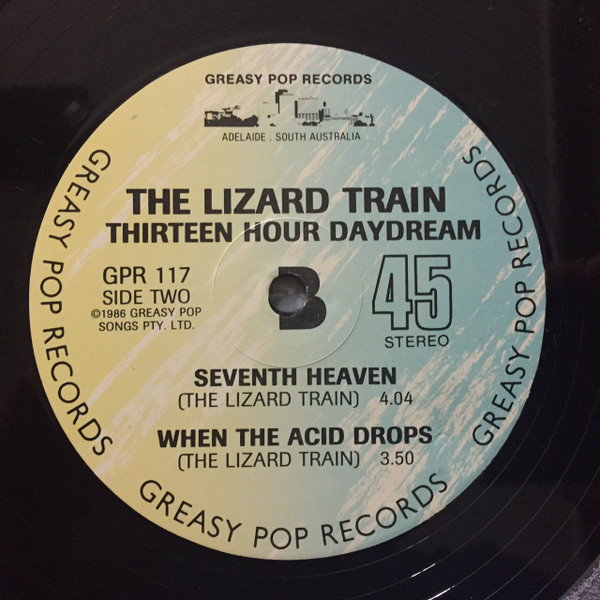 GREASY POP RECORDS
ADELAIDE . SOUTH AUSTRALIA
THE LIZARD TRAIN
THIRTEEN HOUR DAYDREAM
GPR 117
SIDE TWO
©1986 GREASY POP
SONGS PTY. LTD.
B
45
STEREO
SEVENTH HEAVEN
(THE LIZARD TRAIN) 4.04
WHEN THE ACID DROPS
(THE LIZARD TRAIN) 3.50
GREASY POP RECORDS
GREASY POP RECORDS
GREASY POP RECORDS